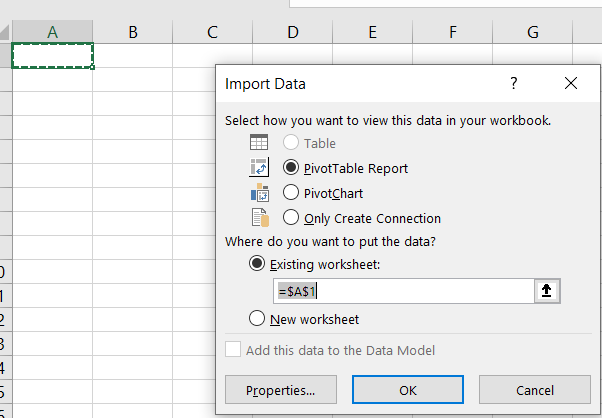 A B C D E F G
Import Data ? ×
Select how you want to view this data in your workbook.
Table
PivotTable Report
PivotChart
Only Create Connection
Where do you want to put the data?
Existing worksheet:
=$A$1
0
1
New worksheet
2
3
Add this data to the Data Model
4
Properties... OK Cancel
5